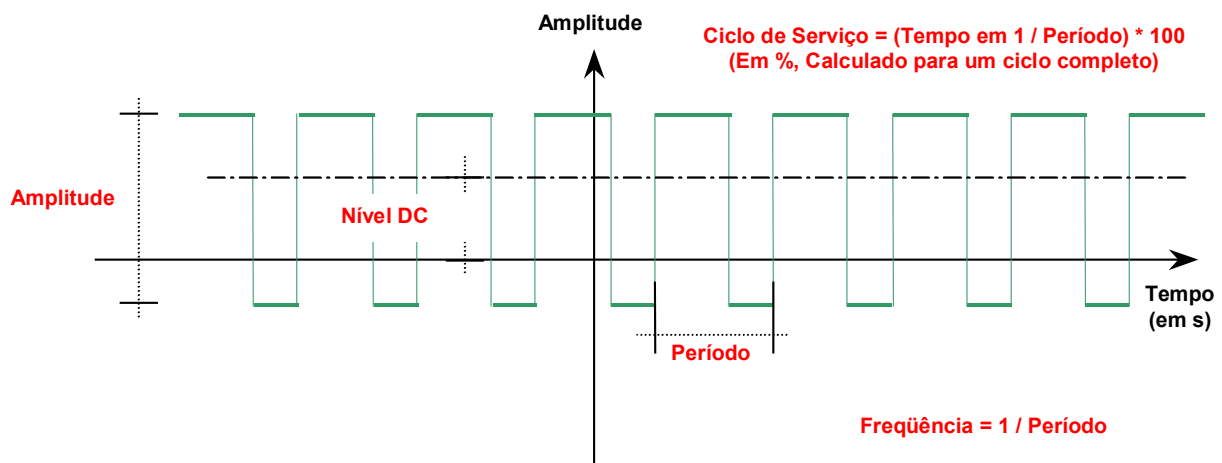 Amplitude
Ciclo de Serviço = (Tempo em 1 / Período) * 100
(Em %, Calculado para um ciclo completo)
Amplitude
Nível DC
Tempo
(em s)
Período
Freqüência = 1 / Período